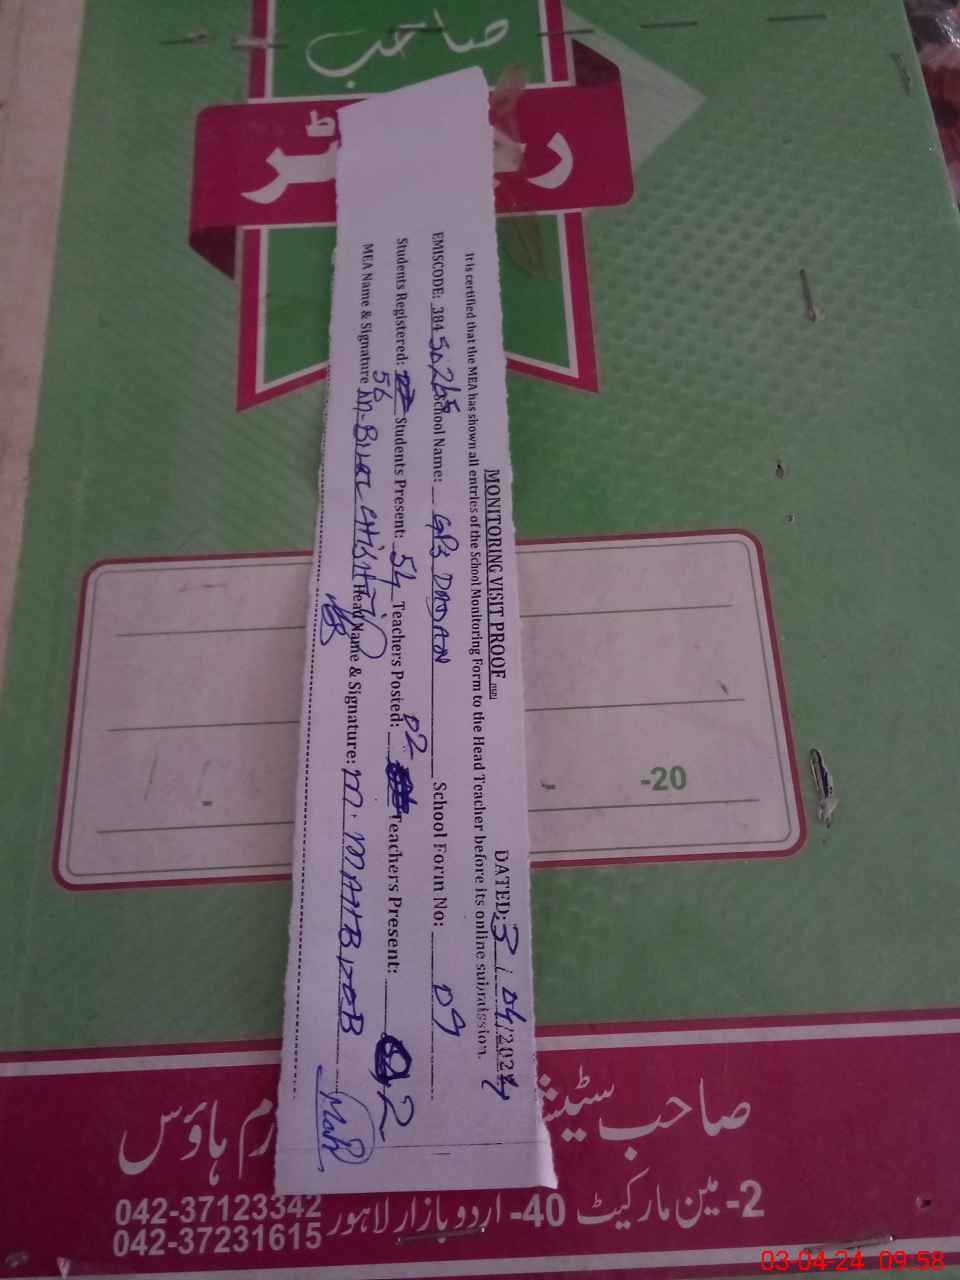 صاحب
رجسٹر
MONITORING VISIT PROOF DATED: 3/04/2024
It is certified that the MEA has shown all entries of the School Monitoring Form to the Head Teacher before its online submission.
EMISCODE: 38450265 School Name: GPS DADAN School Form No: 09
Students Registered: 56 Students Present: 54 Teachers Posted: 02 Teachers Present: 02
MEA Name & Signature M-Bilal CHISHTI Head Name & Signature: M. MAHBOOB
-20
صاحب
ہاؤس
2- مین مارکیٹ 40- اردو بازار لاہور
042-37123342
042-37231615
03-04-24 09:58